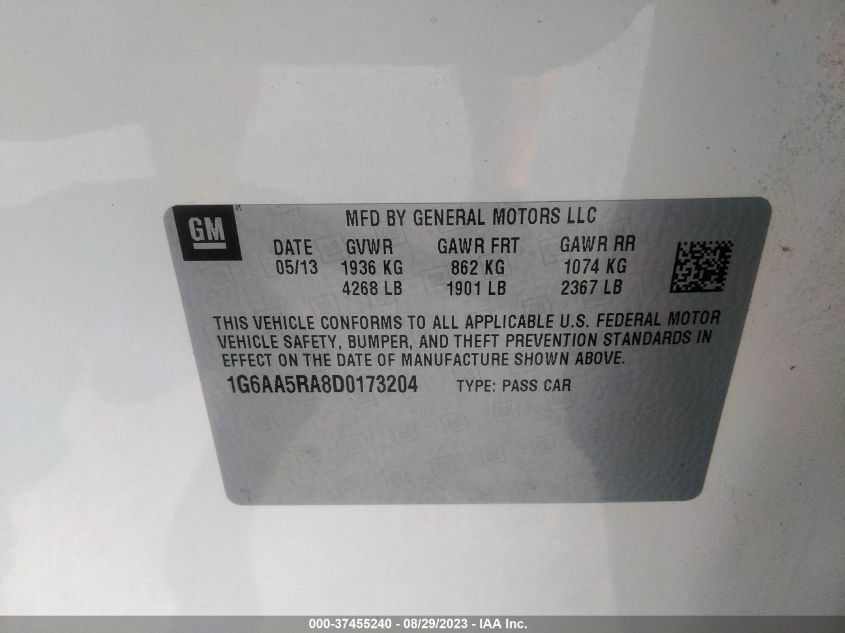 GM
MFD BY GENERAL MOTORS LLC
DATE GVWR GAWR FRT GAWR RR
05/13 1936 KG 862 KG 1074 KG
4268 LB 1901 LB 2367 LB
THIS VEHICLE CONFORMS TO ALL APPLICABLE U.S. FEDERAL MOTOR
VEHICLE SAFETY, BUMPER, AND THEFT PREVENTION STANDARDS IN
EFFECT ON THE DATE OF MANUFACTURE SHOWN ABOVE.
1G6AA5RA8D0173204 TYPE: PASS CAR
000-37455240 - 08/29/2023 - IAA Inc.